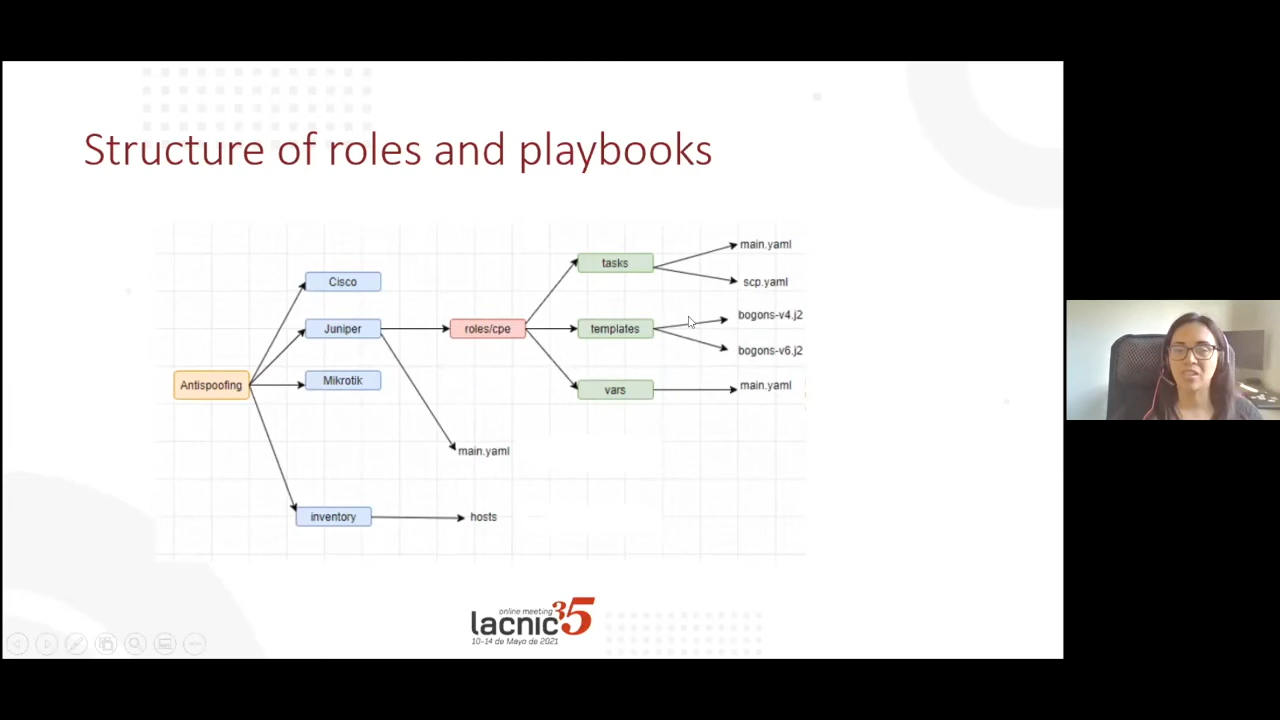 Structure of roles and playbooks
main.yaml
tasks
Cisco
scp.yaml
bogons-v4.j2
Juniper
roles/cpe
templates
bogons-v6.j2
Antispoofing
Mikrotik
vars
main.yaml
main.yaml
inventory
hosts
online meeting
lacnic35
10-14 de Mayo de 2021